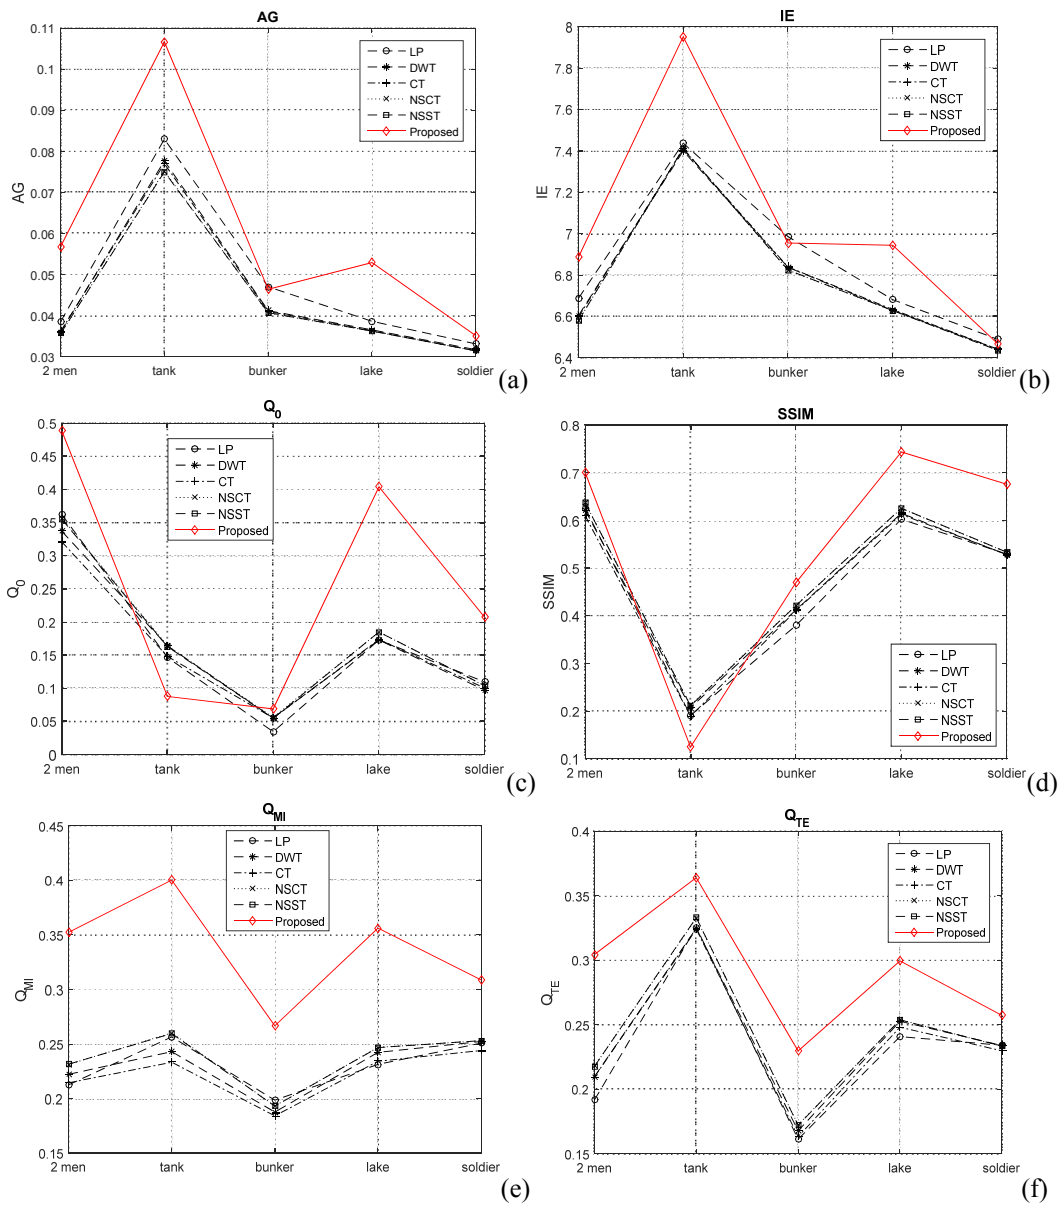 AG
0.11
0.1
0.09
0.08
0.07
0.06
0.05
0.04
0.03
AG
LP
DWT
CT
NSCT
NSST
Proposed
2 men tank bunker lake soldier
(a)
IE
8
7.8
7.6
7.4
7.2
7
6.8
6.6
6.4
IE
LP
DWT
CT
NSCT
NSST
Proposed
2 men tank bunker lake soldier
(b)
Q0
0.5
0.45
0.4
0.35
0.3
0.25
0.2
0.15
0.1
0.05
0
Q0
LP
DWT
CT
NSCT
NSST
Proposed
2 men tank bunker lake soldier
(c)
SSIM
0.8
0.7
0.6
0.5
0.4
0.3
0.2
0.1
SSIM
LP
DWT
CT
NSCT
NSST
Proposed
2 men tank bunker lake soldier
(d)
QMI
0.45
0.4
0.35
0.3
0.25
0.2
0.15
QMI
LP
DWT
CT
NSCT
NSST
Proposed
2 men tank bunker lake soldier
(e)
QTE
0.4
0.35
0.3
0.25
0.2
0.15
QTE
LP
DWT
CT
NSCT
NSST
Proposed
2 men tank bunker lake soldier
(f)